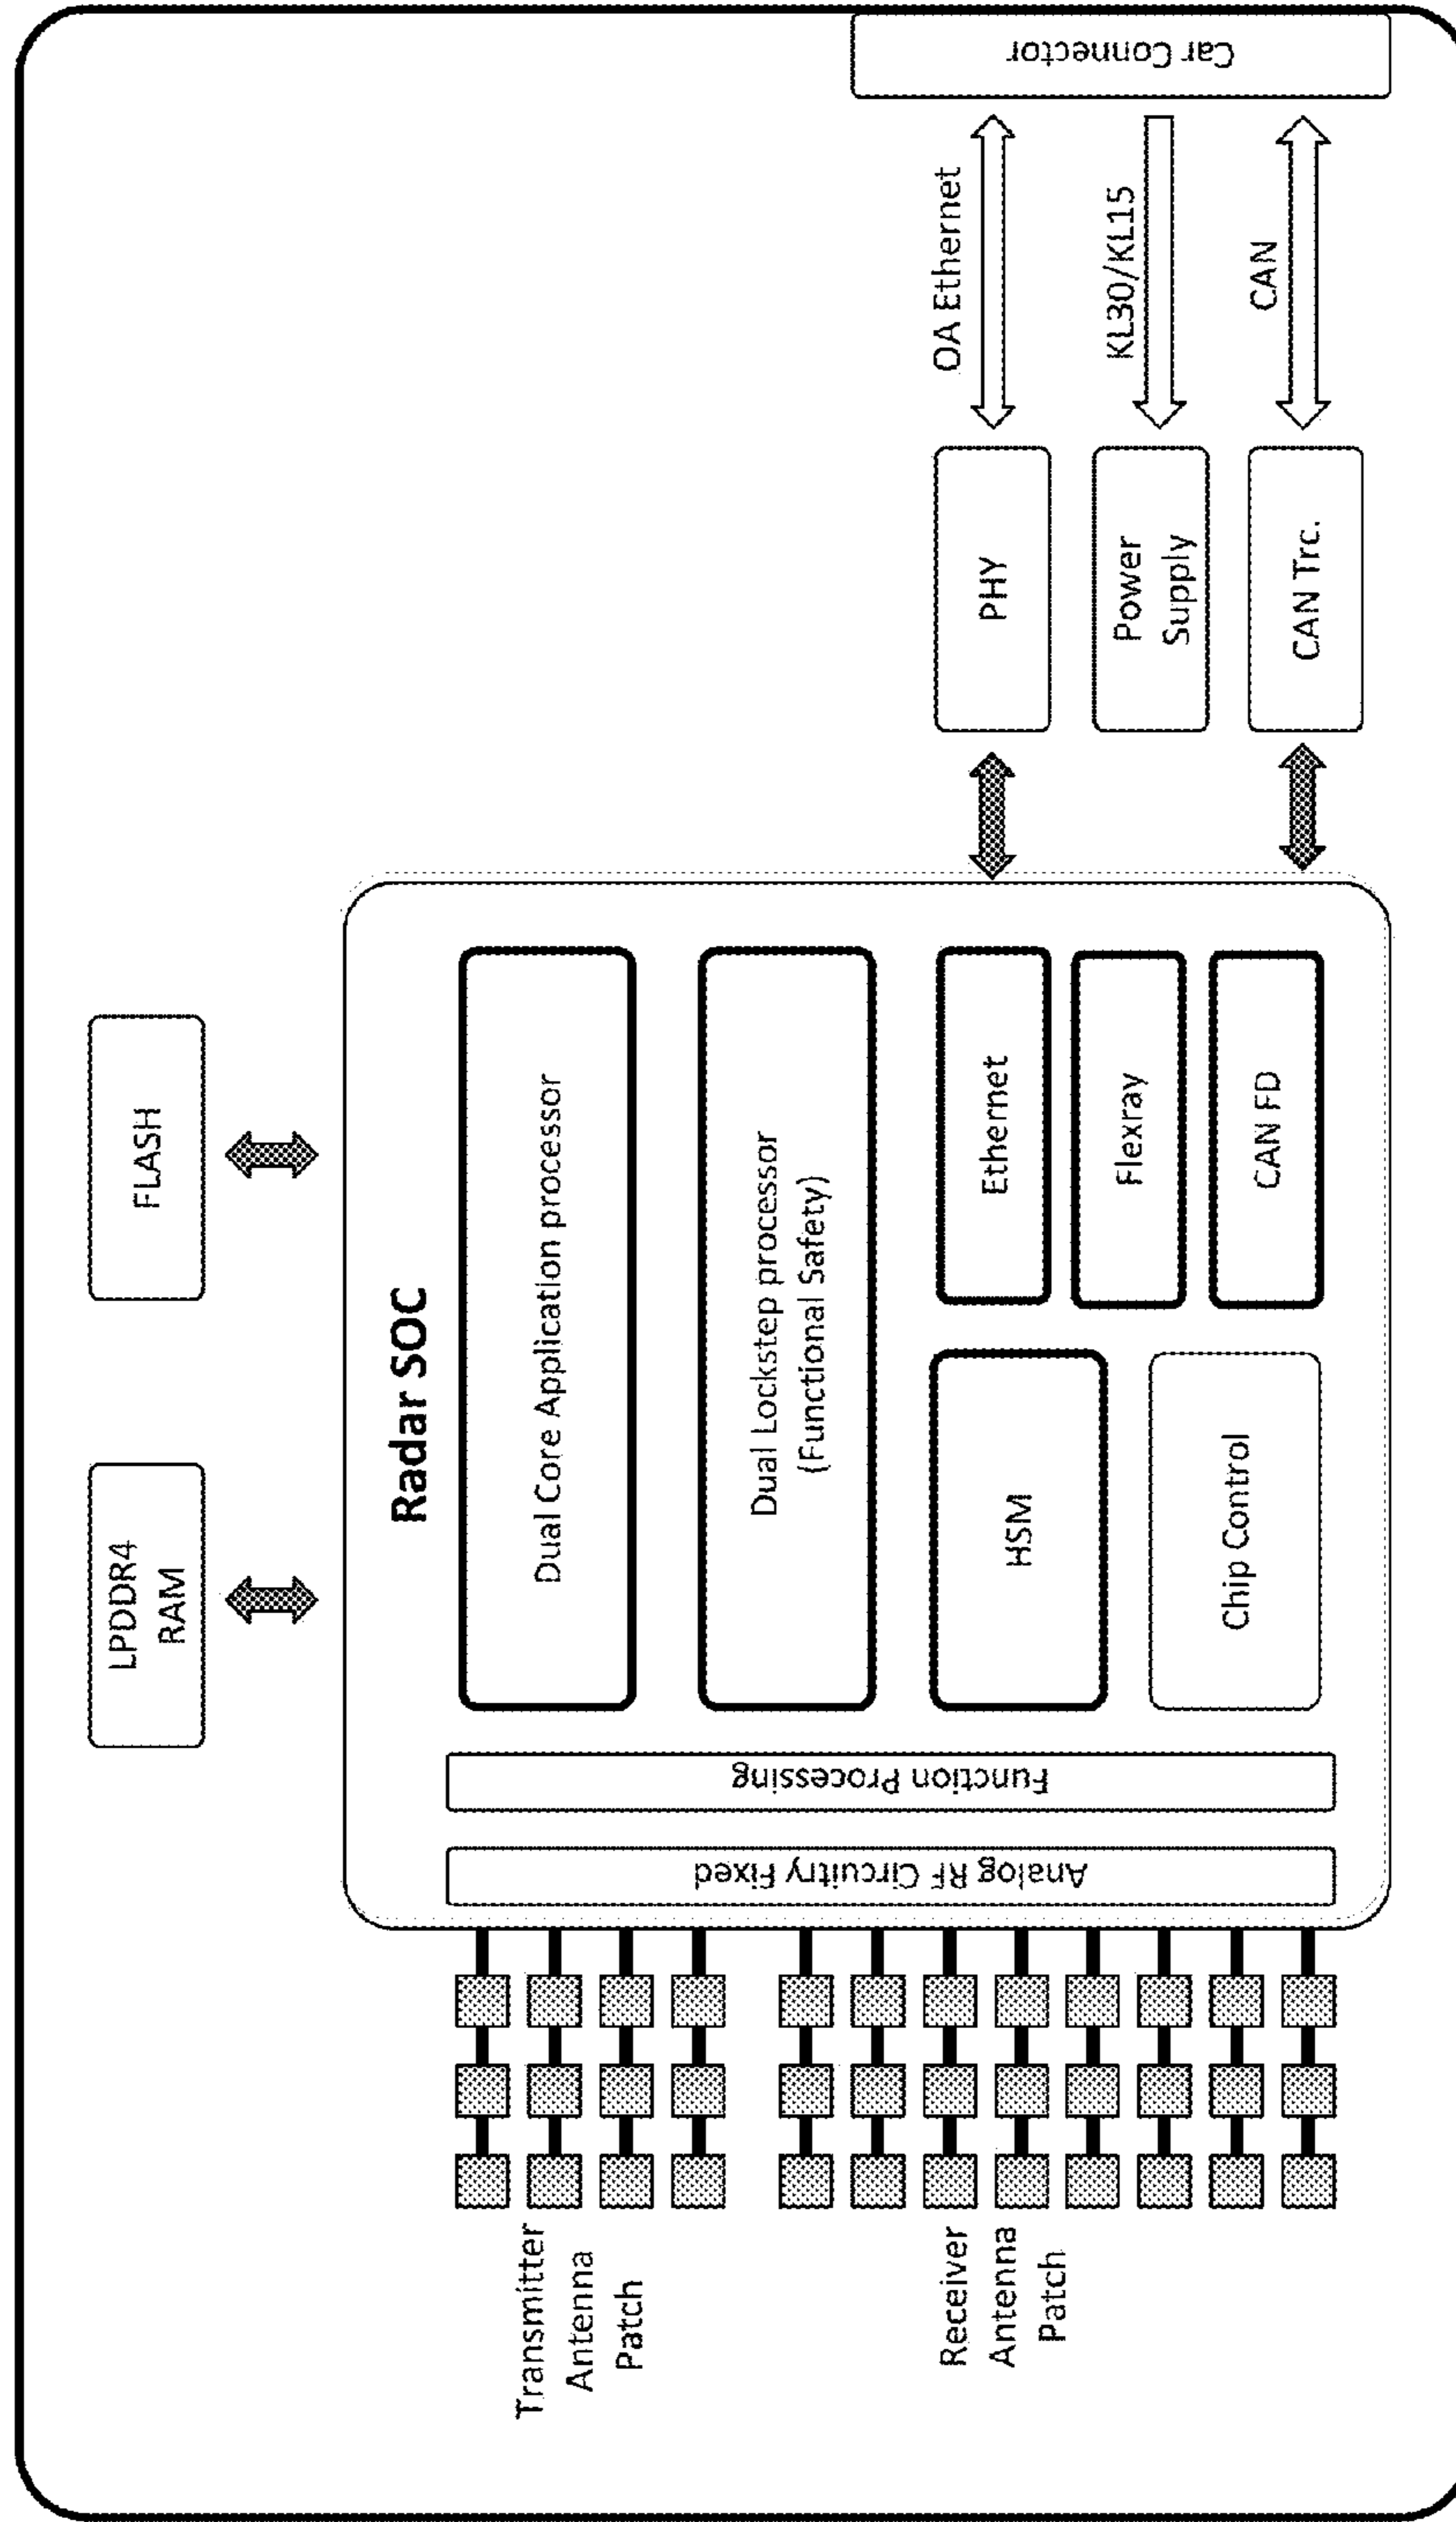 LPDDR4
RAM
FLASH
Radar SOC
Transmitter
Antenna
Patch
Receiver
Antenna
Patch
Analog RF Circuitry Fixed
Function Processing
Dual Core Application processor
Dual Lockstep processor
(Functional Safety)
HSM
Chip Control
Ethernet
Flexray
CAN FD
PHY
Power
Supply
CAN Trc.
OA Ethernet
KL30/KL15
CAN
Car Connector